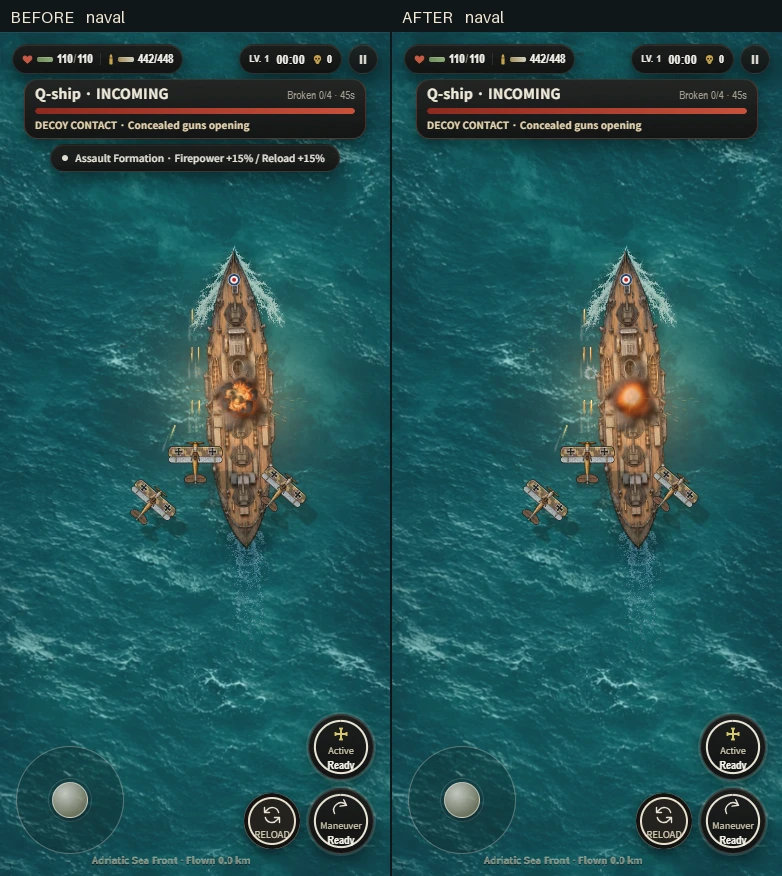 BEFORE naval
110/110 442/448 LV. 1 00:00 0
Q-ship · INCOMING Broken 0/4 · 45s
DECOY CONTACT · Concealed guns opening
Assault Formation · Firepower +15% / Reload +15%
Active
Ready
RELOAD
Maneuver
Ready
Adriatic Sea Front · Flown 0.0 km
AFTER naval
110/110 442/448 LV. 1 00:00 0
Q-ship · INCOMING Broken 0/4 · 45s
DECOY CONTACT · Concealed guns opening
Active
Ready
RELOAD
Maneuver
Ready
Adriatic Sea Front · Flown 0.0 km